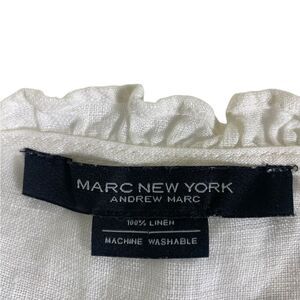 MARC NEW YORK
ANDREW MARC
100% LINEN
MACHINE WASHABLE